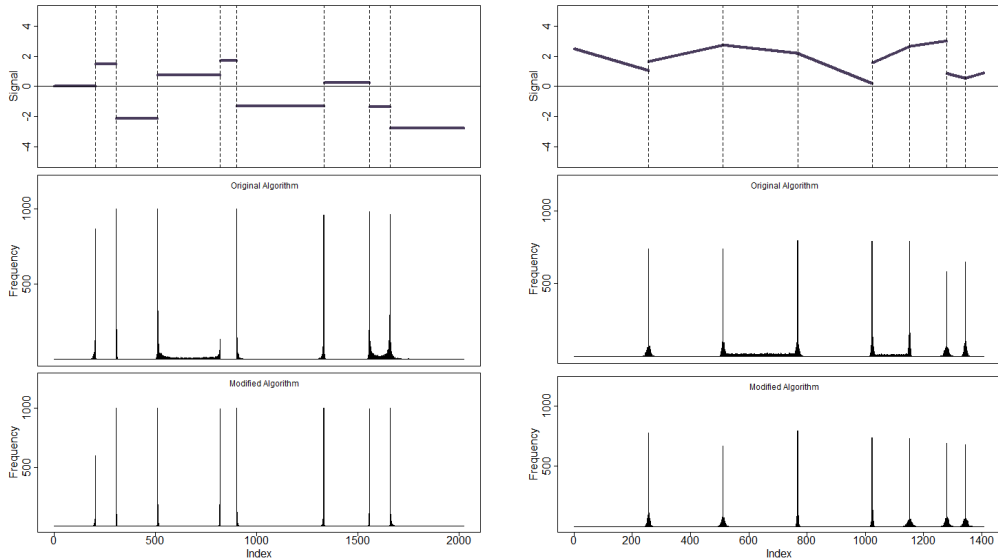 4
2
0
-2
-4
Signal
Original Algorithm
1000
500
Frequency
Modified Algorithm
1000
500
Frequency
0
500
1000
1500
2000
Index
4
2
0
-2
-4
Signal
Original Algorithm
1000
500
Frequency
Modified Algorithm
1000
500
Frequency
0
200
400
600
800
1000
1200
1400
Index